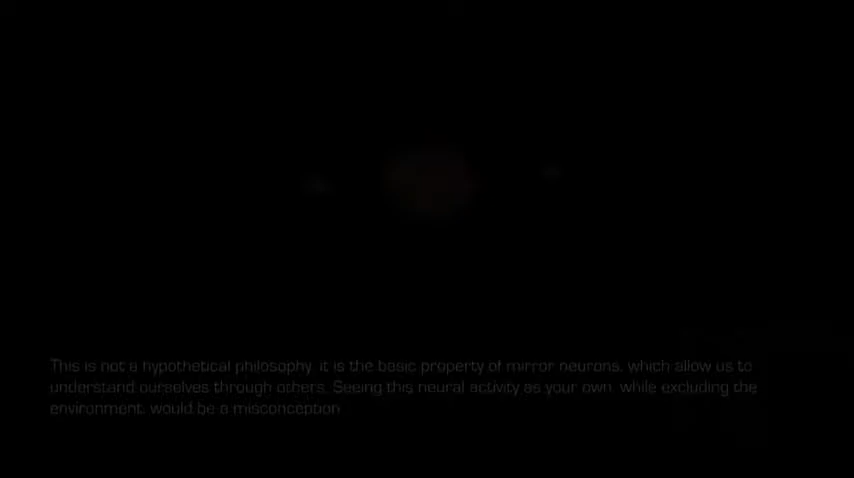 This is not a hypothetical philosophy, it is the basic property of mirror neurons, which allow us to
understand ourselves through others. Seeing this neural activity as your own, while excluding the
environment, would be a misconception.